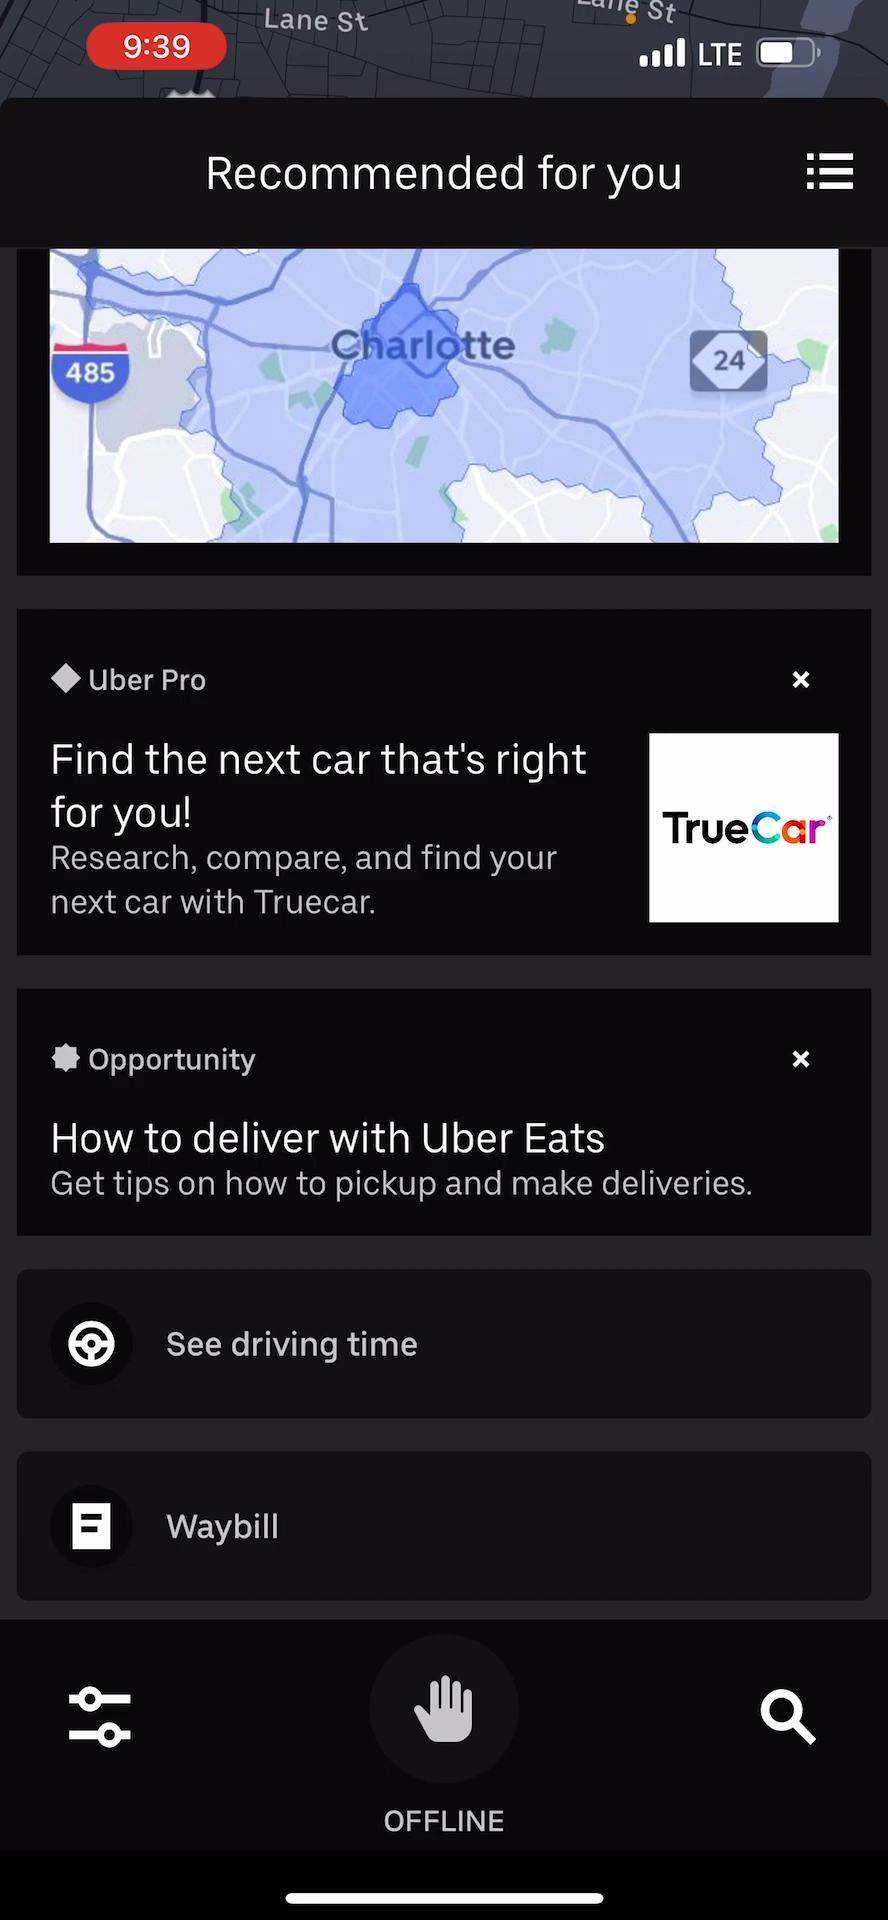 Lane St
Lane St
9:39
LTE
Recommended for you
Charlotte
485
24
Uber Pro
Find the next car that's right
for you!
Research, compare, and find your
next car with Truecar.
TrueCar®
Opportunity
How to deliver with Uber Eats
Get tips on how to pickup and make deliveries.
See driving time
Waybill
OFFLINE